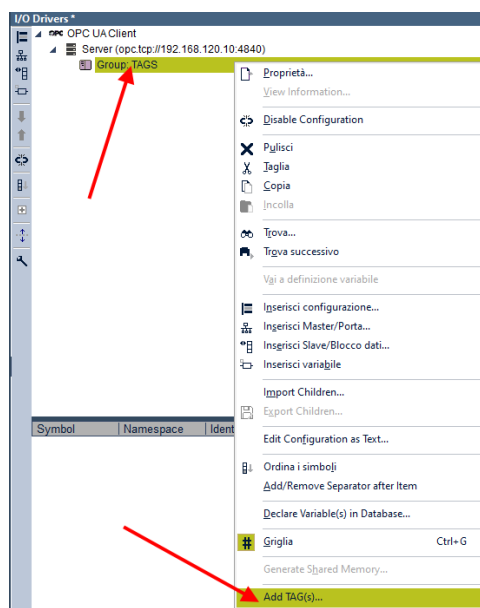 I/O Drivers *
OPC OPC UA Client
Server (opc.tcp://192.168.120.10:4840)
Group: TAGS
Proprietà...
View Information...
Disable Configuration
Pulisci
Taglia
Copia
Incolla
Trova...
Trova successivo
Vai a definizione variabile
Inserisci configurazione...
Inserisci Master/Porta...
Inserisci Slave/Blocco dati...
Inserisci variabile
Import Children...
Export Children...
Symbol Namespace Ident
Edit Configuration as Text...
Ordina i simboli
Add/Remove Separator after Item
Declare Variable(s) in Database...
Griglia Ctrl+G
Generate Shared Memory...
Add TAG(s)...